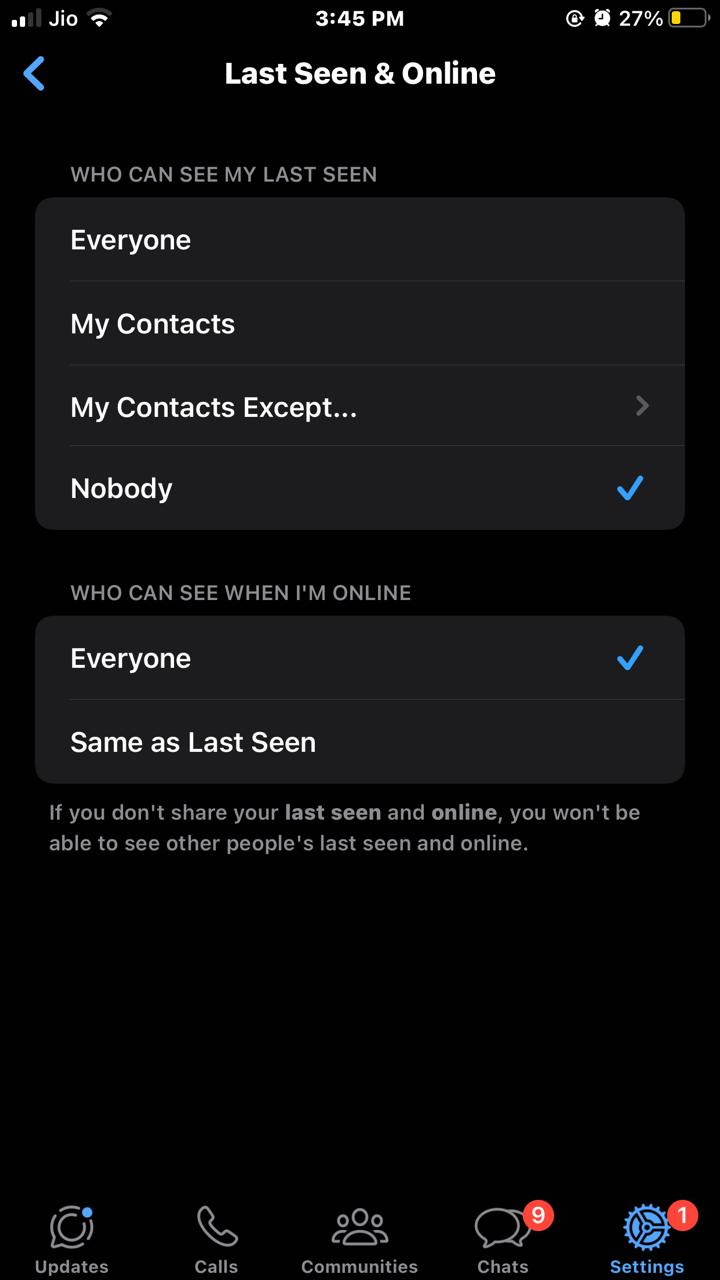 Jio 3:45 PM 27%
Last Seen & Online
WHO CAN SEE MY LAST SEEN
Everyone
My Contacts
My Contacts Except...
Nobody
WHO CAN SEE WHEN I'M ONLINE
Everyone
Same as Last Seen
If you don't share your last seen and online, you won't be
able to see other people's last seen and online.
9 1
Updates Calls Communities Chats Settings